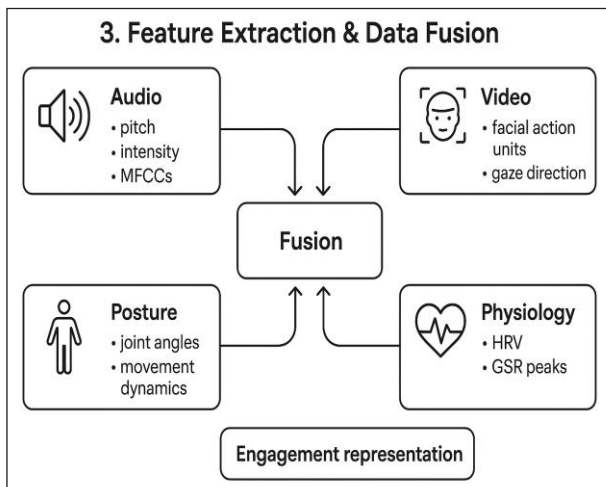 3. Feature Extraction & Data Fusion
Audio
• pitch
• intensity
• MFCCs
Video
• facial action
units
• gaze direction
Fusion
Posture
• joint angles
• movement
dynamics
Physiology
• HRV
• GSR peaks
Engagement representation